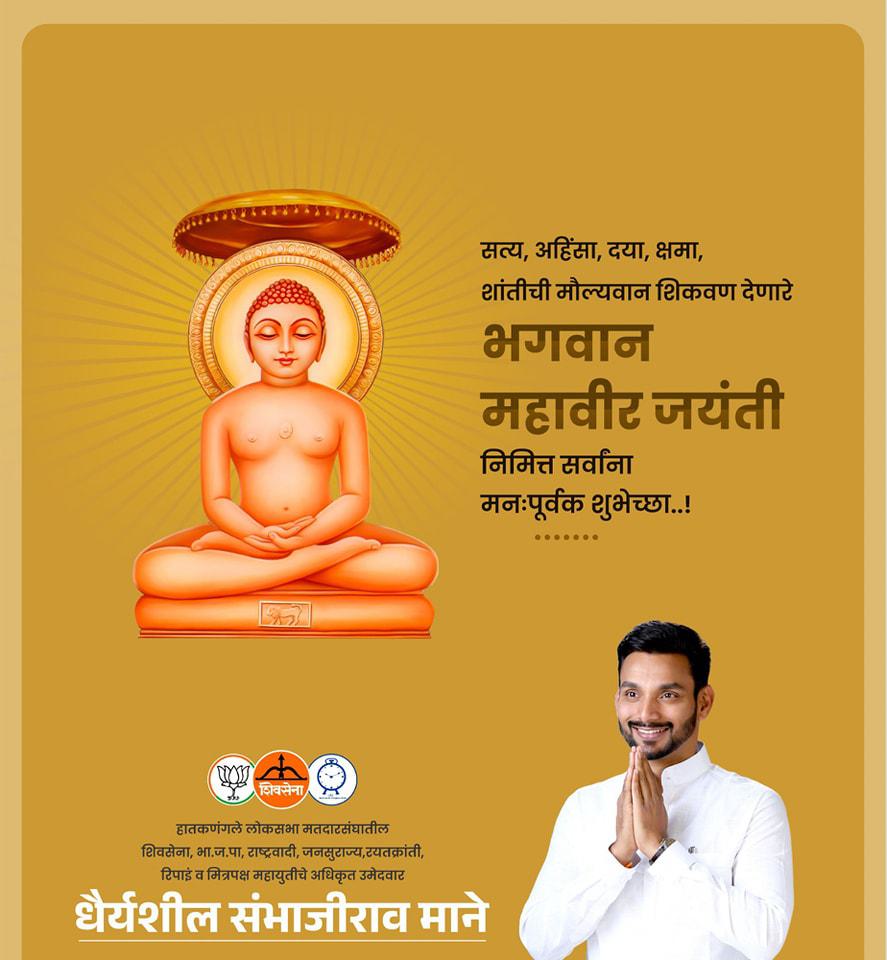 सत्य, अहिंसा, दया, क्षमा,
शांतीची मौल्यवान शिकवण देणारे
भगवान
महावीर जयंती
निमित्त सर्वांना
मनःपूर्वक शुभेच्छा..!
शिवसेना
हातकणंगले लोकसभा मतदारसंघातील
शिवसेना, भा.ज.पा, राष्ट्रवादी, जनसुराज्य,रयतक्रांती,
रिपाइं व मित्रपक्ष महायुतीचे अधिकृत उमेदवार
धैर्यशील संभाजीराव माने